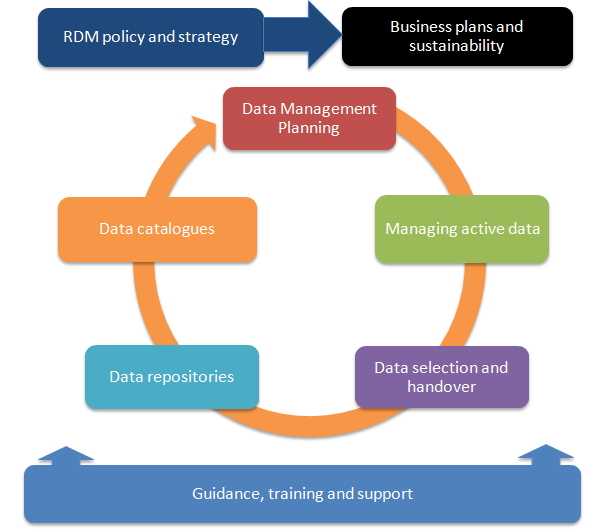 RDM policy and strategy
Business plans and
sustainability
Data Management
Planning
Data catalogues
Managing active data
Data repositories
Data selection and
handover
Guidance, training and support